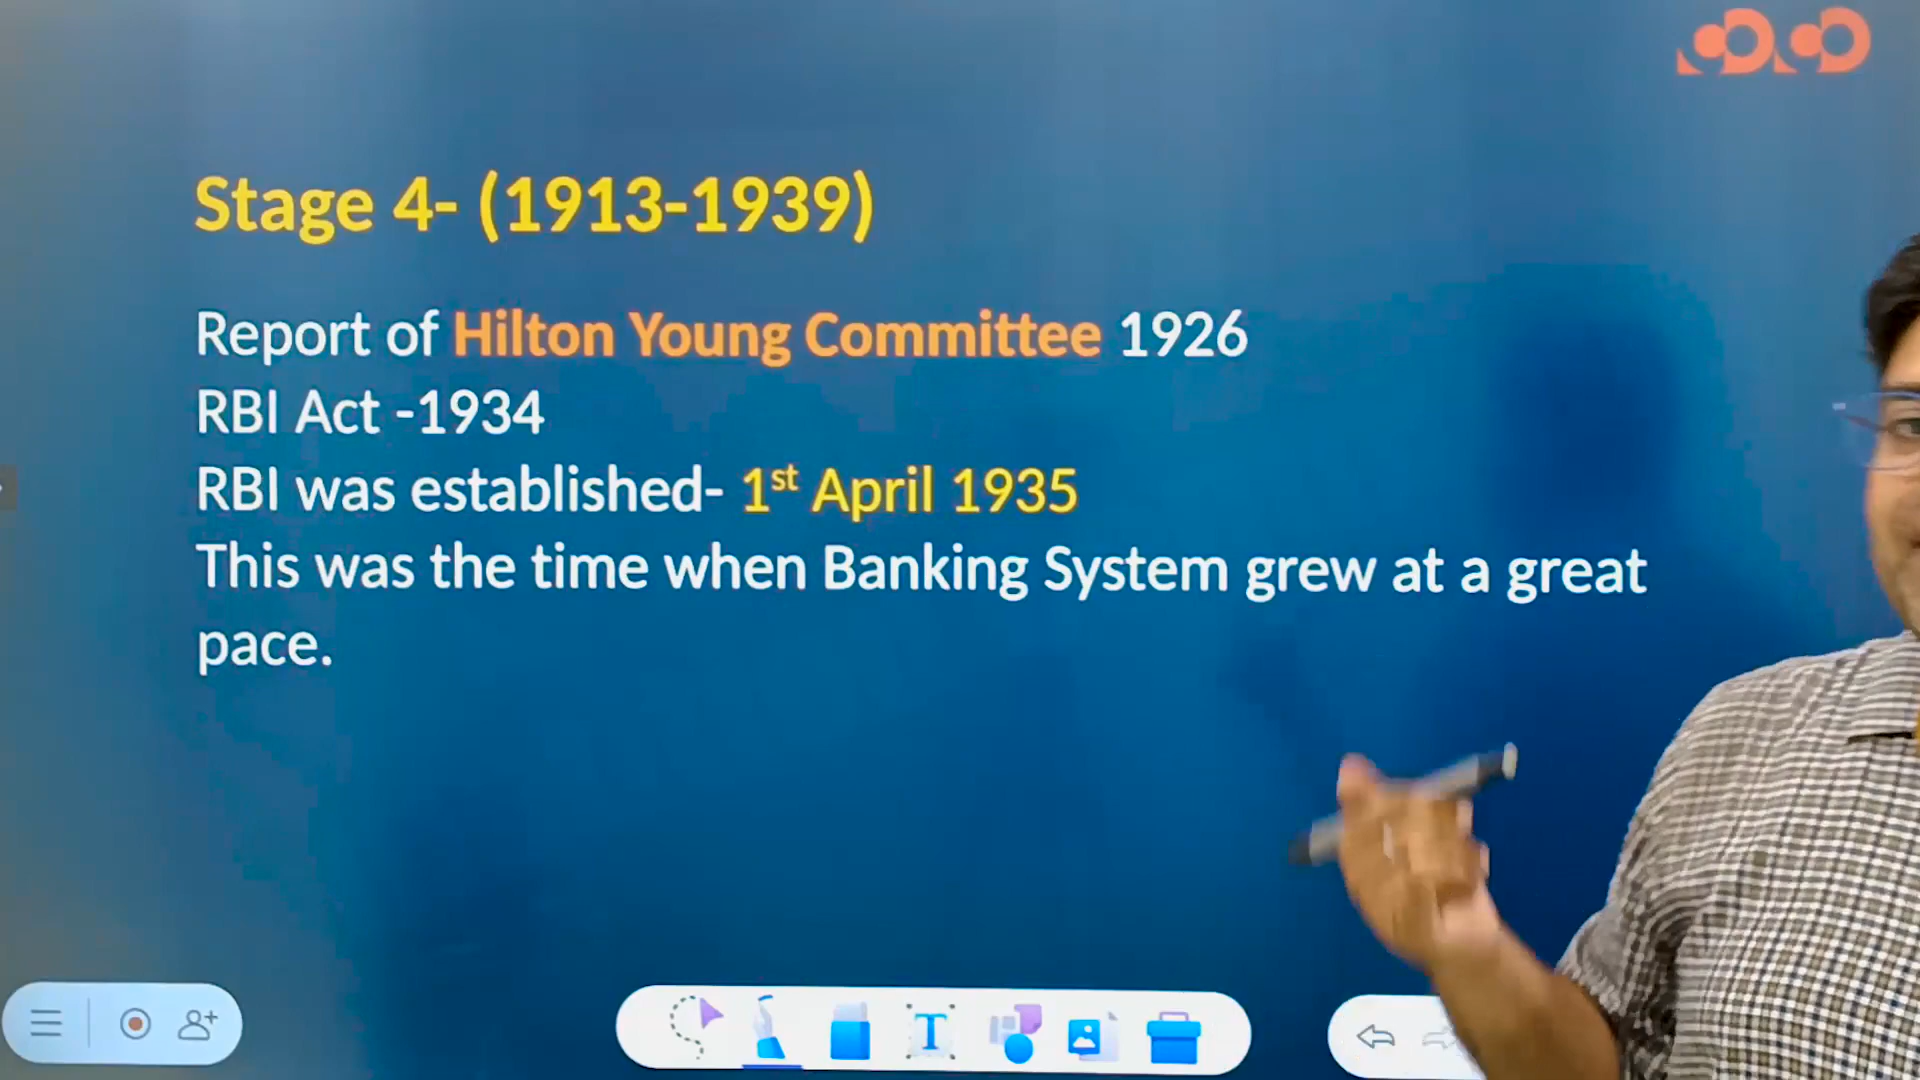 Stage 4- (1913-1939)
Report of Hilton Young Committee 1926
RBI Act -1934
RBI was established- 1st April 1935
This was the time when Banking System grew at a great
pace.
T